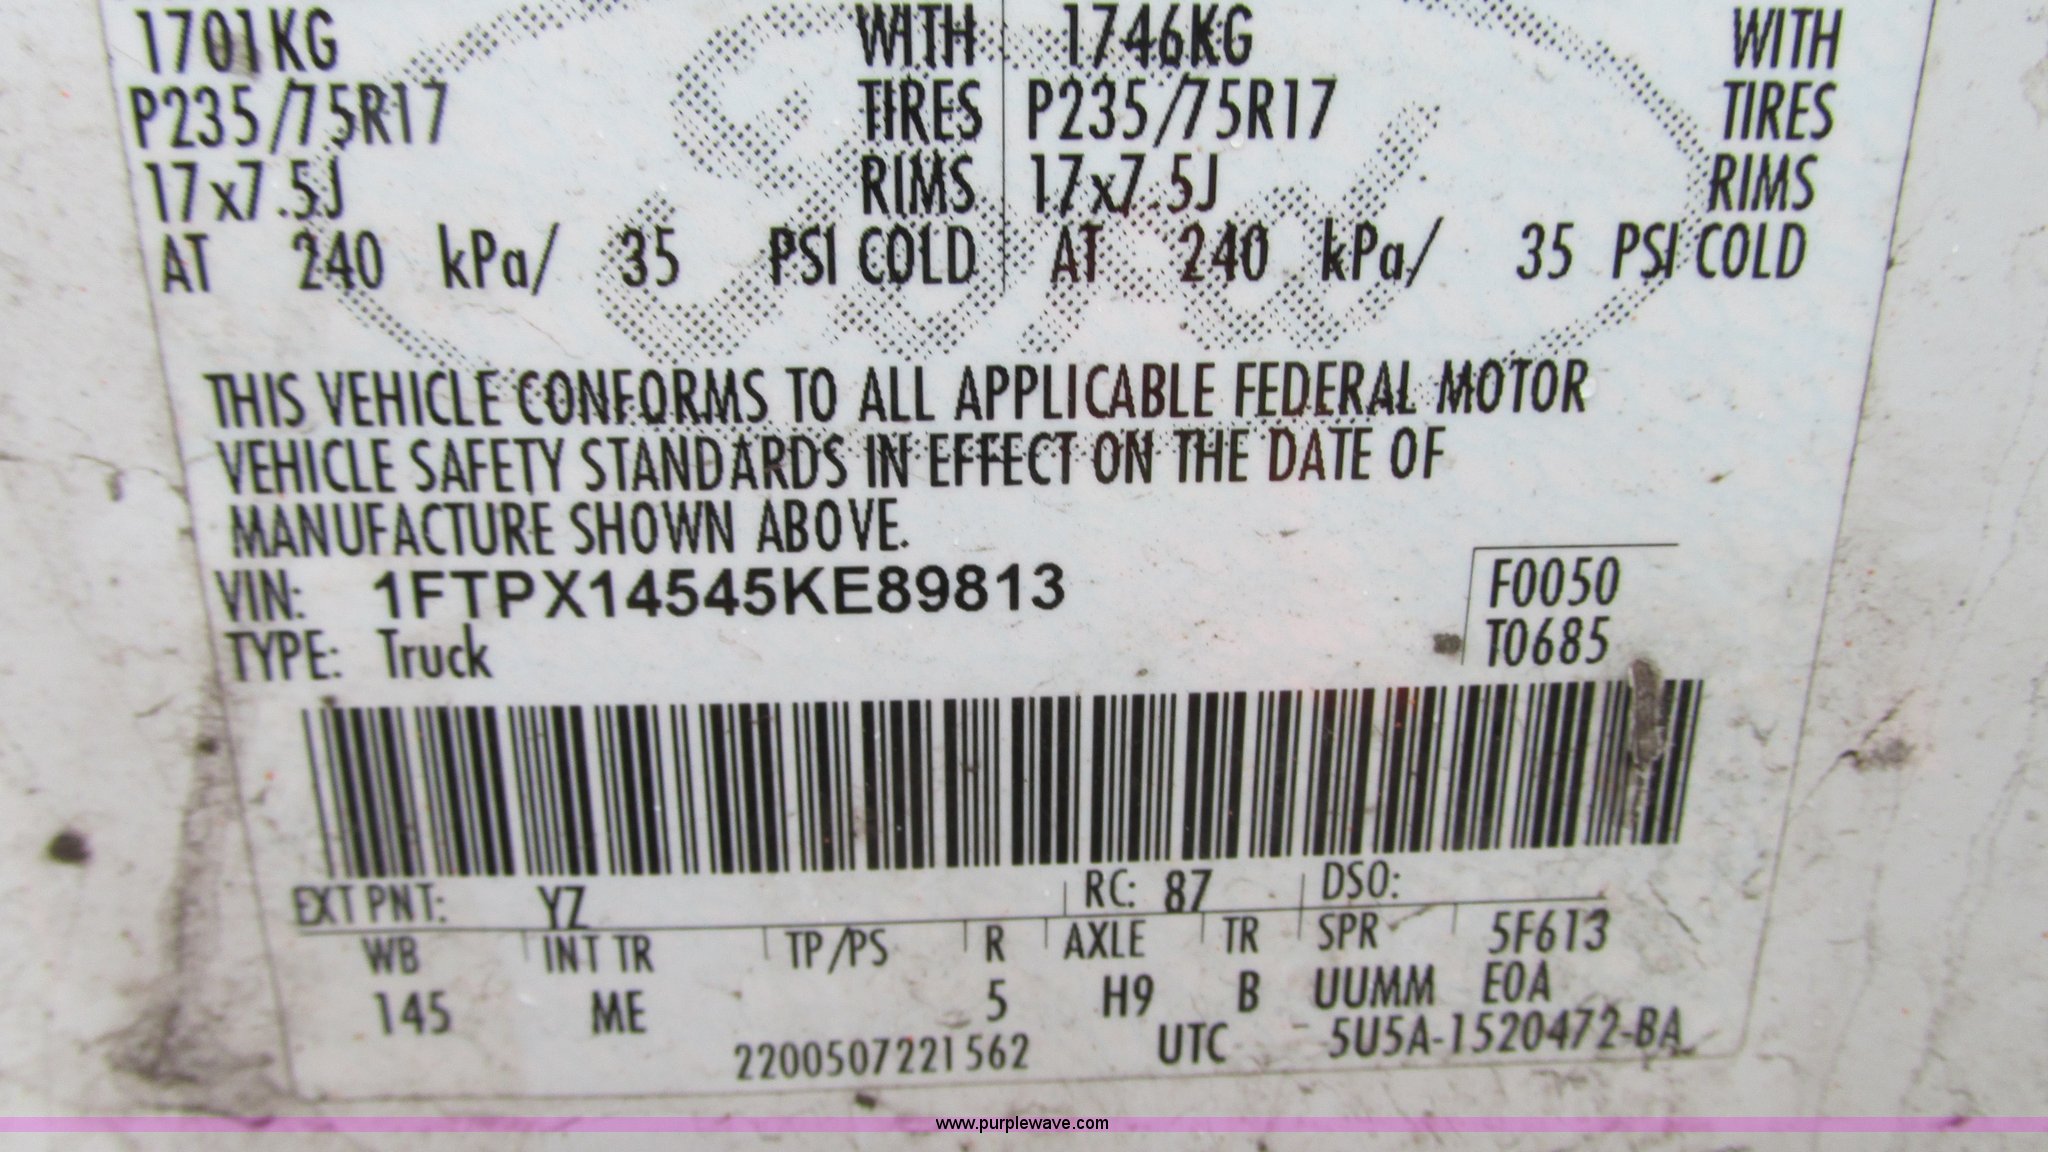 1701KG WITH 1746KG WITH
P235/75R17 TIRES P235/75R17 TIRES
17x7.5J RIMS 17x7.5J RIMS
AT 240 kPa/ 35 PSI COLD AT 240 kPa/ 35 PSI COLD
Ford
THIS VEHICLE CONFORMS TO ALL APPLICABLE FEDERAL MOTOR
VEHICLE SAFETY STANDARDS IN EFFECT ON THE DATE OF
MANUFACTURE SHOWN ABOVE.
VIN: 1FTPX14545KE89813 F0050
TYPE: Truck T0685
EXT PNT: YZ RC: 87 DSO:
WB INT TR TP/PS R AXLE TR SPR 5F613
145 ME 5 H9 B UUMM E0A
2200507221562 UTC 5U5A-1520472-BA
www.purplewave.com